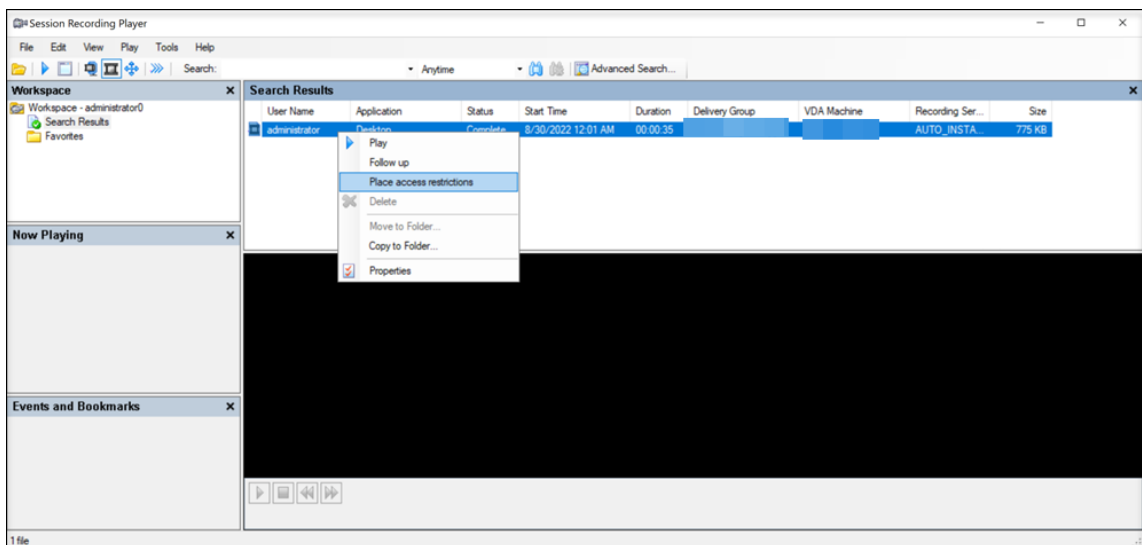 Session Recording Player
File Edit View Play Tools Help
Search: Anytime Advanced Search...
Workspace x
Workspace - administrator0
Search Results
Favorites
Search Results x
User Name Application Status Start Time Duration Delivery Group VDA Machine Recording Ser... Size
administrator Desktop Complete 8/30/2022 12:01 AM 00:00:35 AUTO_INSTA... 775 KB
Play
Follow up
Place access restrictions
Delete
Move to Folder...
Copy to Folder...
Properties
Now Playing x
Events and Bookmarks x
1 file